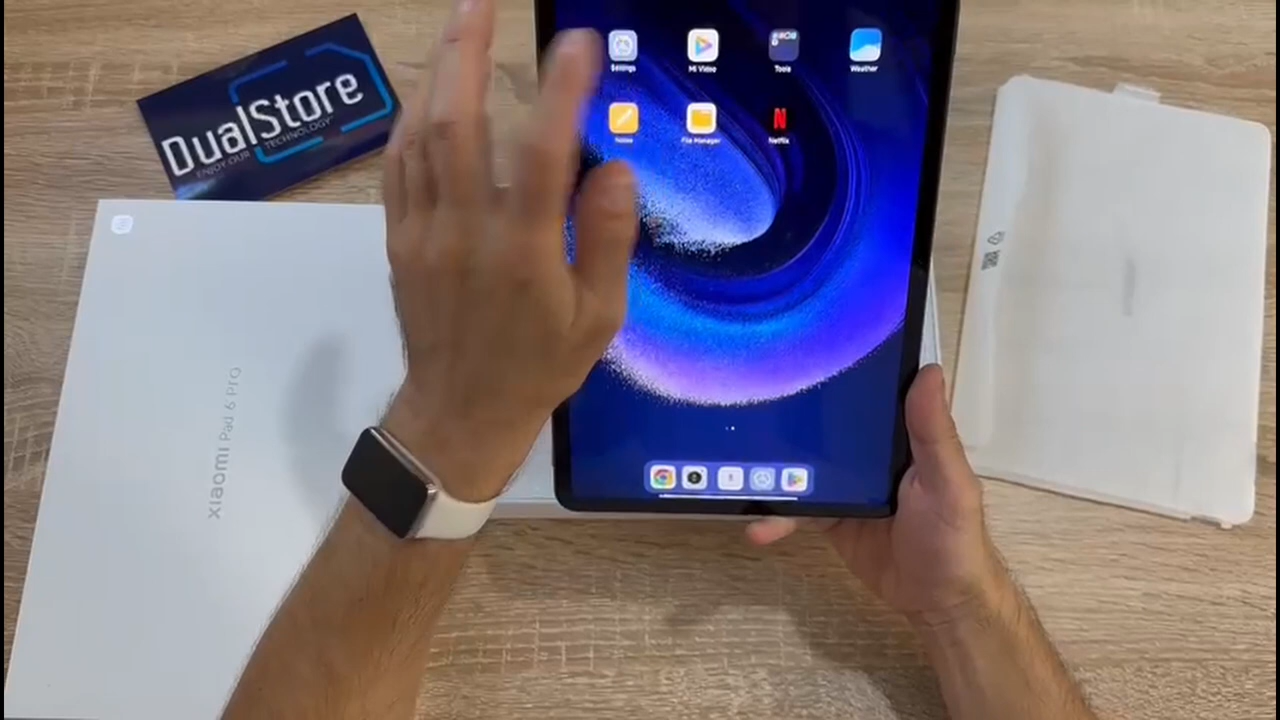 DualStore
ENJOY OUR TECHNOLOGY
Settings
Mi Video
Tools
Weather
Notes
File Manager
Netflix
N
xiaomi Pad 6 PRO